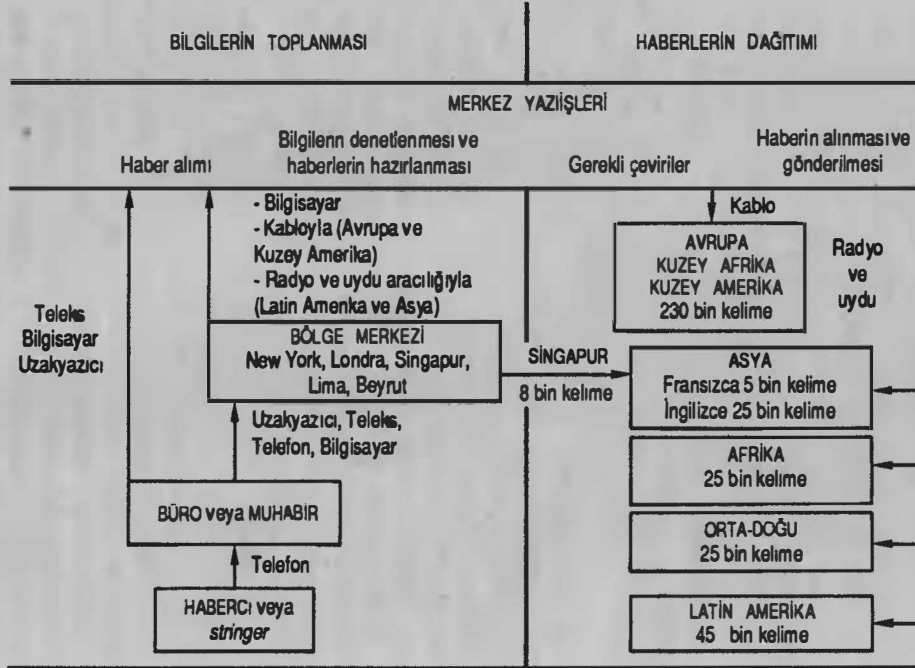 BİLGİLERİN TOPLANMASI
HABERLERİN DAĞITIMI
MERKEZ YAZIİŞLERİ
Haber alımı
Bilgilenn denetlenmesi ve
haberlerin hazırlanması
Gerekli çeviriler
Haberin alınması ve
gönderilmesi
- Bilgisayar
- Kabloyla (Avrupa ve
Kuzey Amerika)
- Radyo ve uydu aracılığıyla
(Latin Amenka ve Asya)
Teleks
Bilgisayar
Uzakyazıcı
BÖLGE MERKEZİ
New York, Londra, Singapur,
Lima, Beyrut
Uzakyazıcı, Teleks,
Telefon, Bilgisayar
BÜRO veya MUHABİR
Telefon
HABERCI veya
stringer
SİNGAPUR
8 bin kelime
Kablo
AVRUPA
KUZEY AFRİKA
KUZEY AMERİKA
230 bin kelime
Radyo
ve
uydu
ASYA
Fransızca 5 bin kelime
İngilizce 25 bin kelime
AFRİKA
25 bin kelime
ORTA-DOĞU
25 bin kelime
LATİN AMERİKA
45 bin kelime